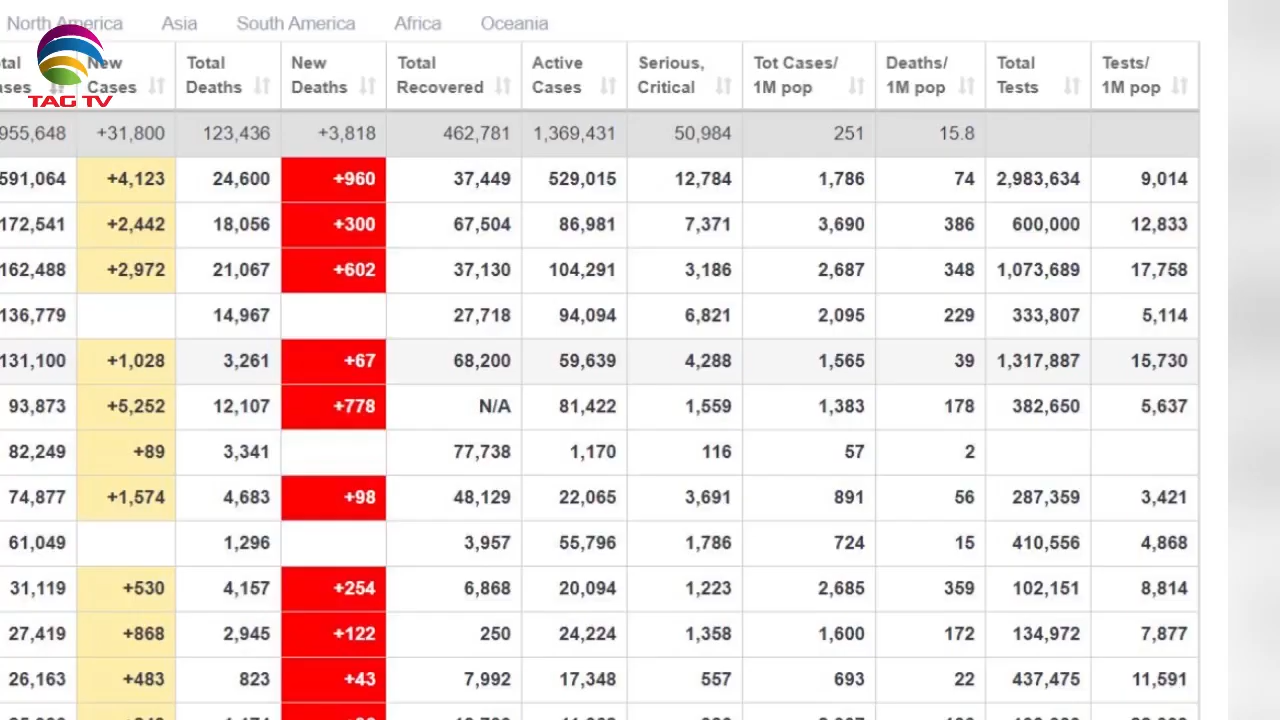 North America Asia South America Africa Oceania
TAG TV
New Cases Total Deaths New Deaths Total Recovered Active Cases Serious, Critical Tot Cases/ 1M pop Deaths/ 1M pop Total Tests Tests/ 1M pop
955,648 +31,800 123,436 +3,818 462,781 1,369,431 50,984 251 15.8
591,064 +4,123 24,600 +960 37,449 529,015 12,784 1,786 74 2,983,634 9,014
172,541 +2,442 18,056 +300 67,504 86,981 7,371 3,690 386 600,000 12,833
162,488 +2,972 21,067 +602 37,130 104,291 3,186 2,687 348 1,073,689 17,758
136,779 14,967 27,718 94,094 6,821 2,095 229 333,807 5,114
131,100 +1,028 3,261 +67 68,200 59,639 4,288 1,565 39 1,317,887 15,730
93,873 +5,252 12,107 +778 N/A 81,422 1,559 1,383 178 382,650 5,637
82,249 +89 3,341 77,738 1,170 116 57 2
74,877 +1,574 4,683 +98 48,129 22,065 3,691 891 56 287,359 3,421
61,049 1,296 3,957 55,796 1,786 724 15 410,556 4,868
31,119 +530 4,157 +254 6,868 20,094 1,223 2,685 359 102,151 8,814
27,419 +868 2,945 +122 250 24,224 1,358 1,600 172 134,972 7,877
26,163 +483 823 +43 7,992 17,348 557 693 22 437,475 11,591